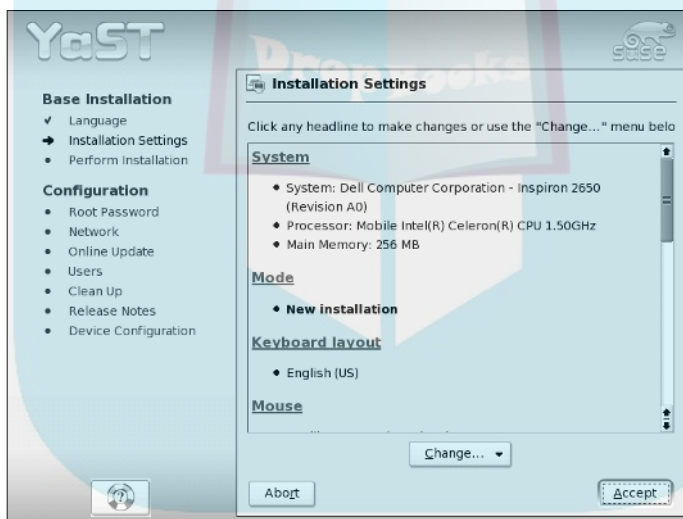 YaST
DropBooks
SUSE
Base Installation
Language
Installation Settings
Perform Installation
Configuration
Root Password
Network
Online Update
Users
Clean Up
Release Notes
Device Configuration
Installation Settings
Click any headline to make changes or use the "Change..." menu belo
System
System: Dell Computer Corporation - Inspiron 2650
(Revision A0)
Processor: Mobile Intel(R) Celeron(R) CPU 1.50GHz
Main Memory: 256 MB
Mode
New installation
Keyboard layout
English (US)
Mouse
Change...
Abort
Accept